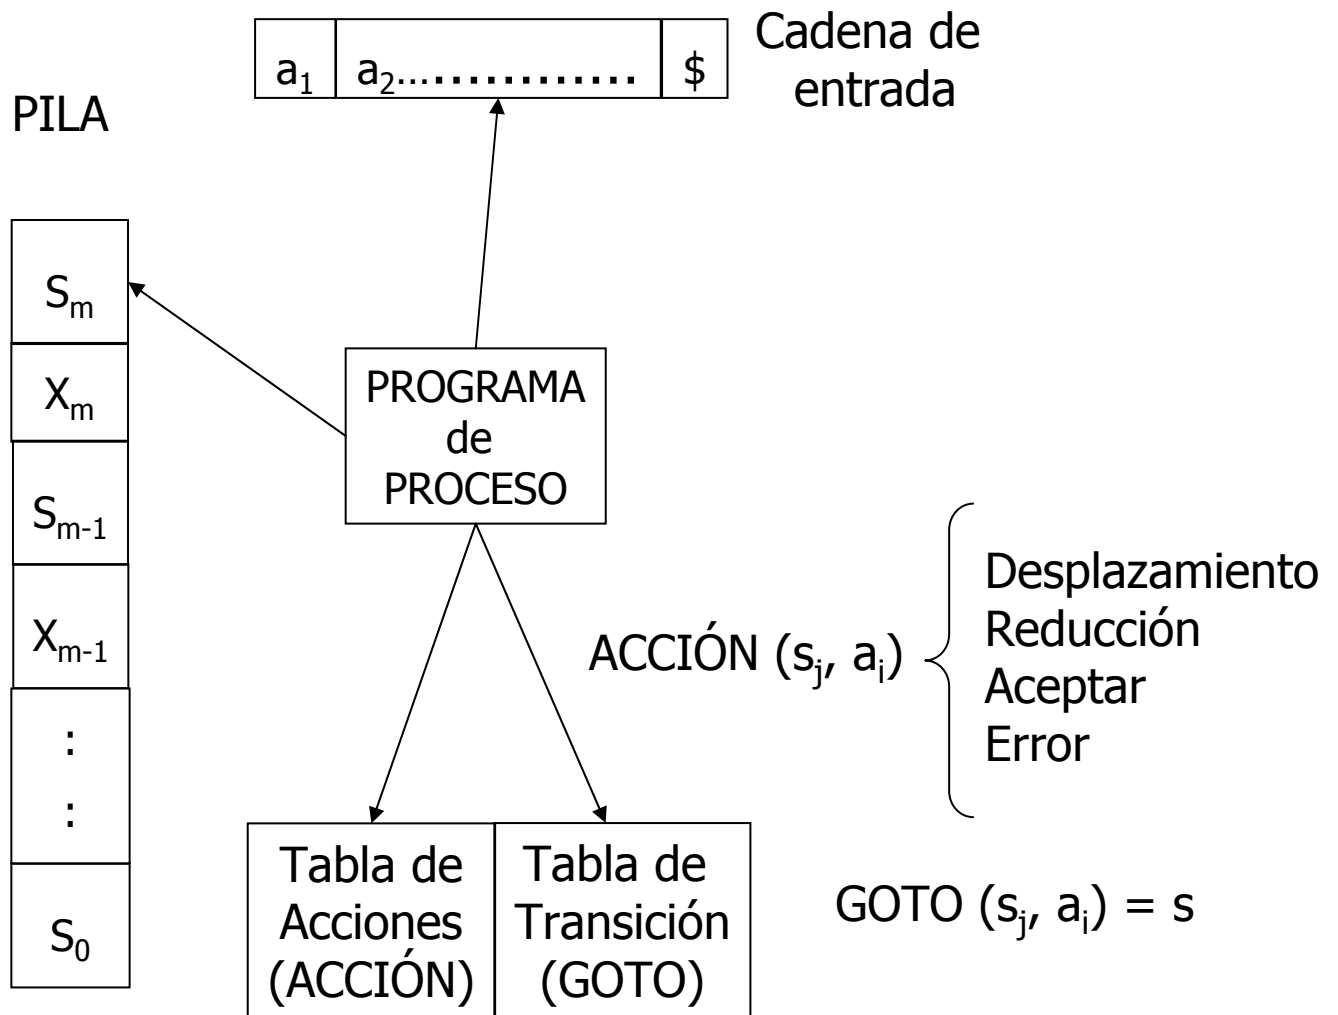 Cadena de
entrada
a₁ a₂...………… $
PILA
Sₘ
Xₘ
Sₘ₋₁
Xₘ₋₁
:
:
S₀
PROGRAMA
de
PROCESO
ACCIÓN (sⱼ, aᵢ)
Desplazamiento
Reducción
Aceptar
Error
Tabla de
Acciones
(ACCIÓN)
Tabla de
Transición
(GOTO)
GOTO (sⱼ, aᵢ) = s